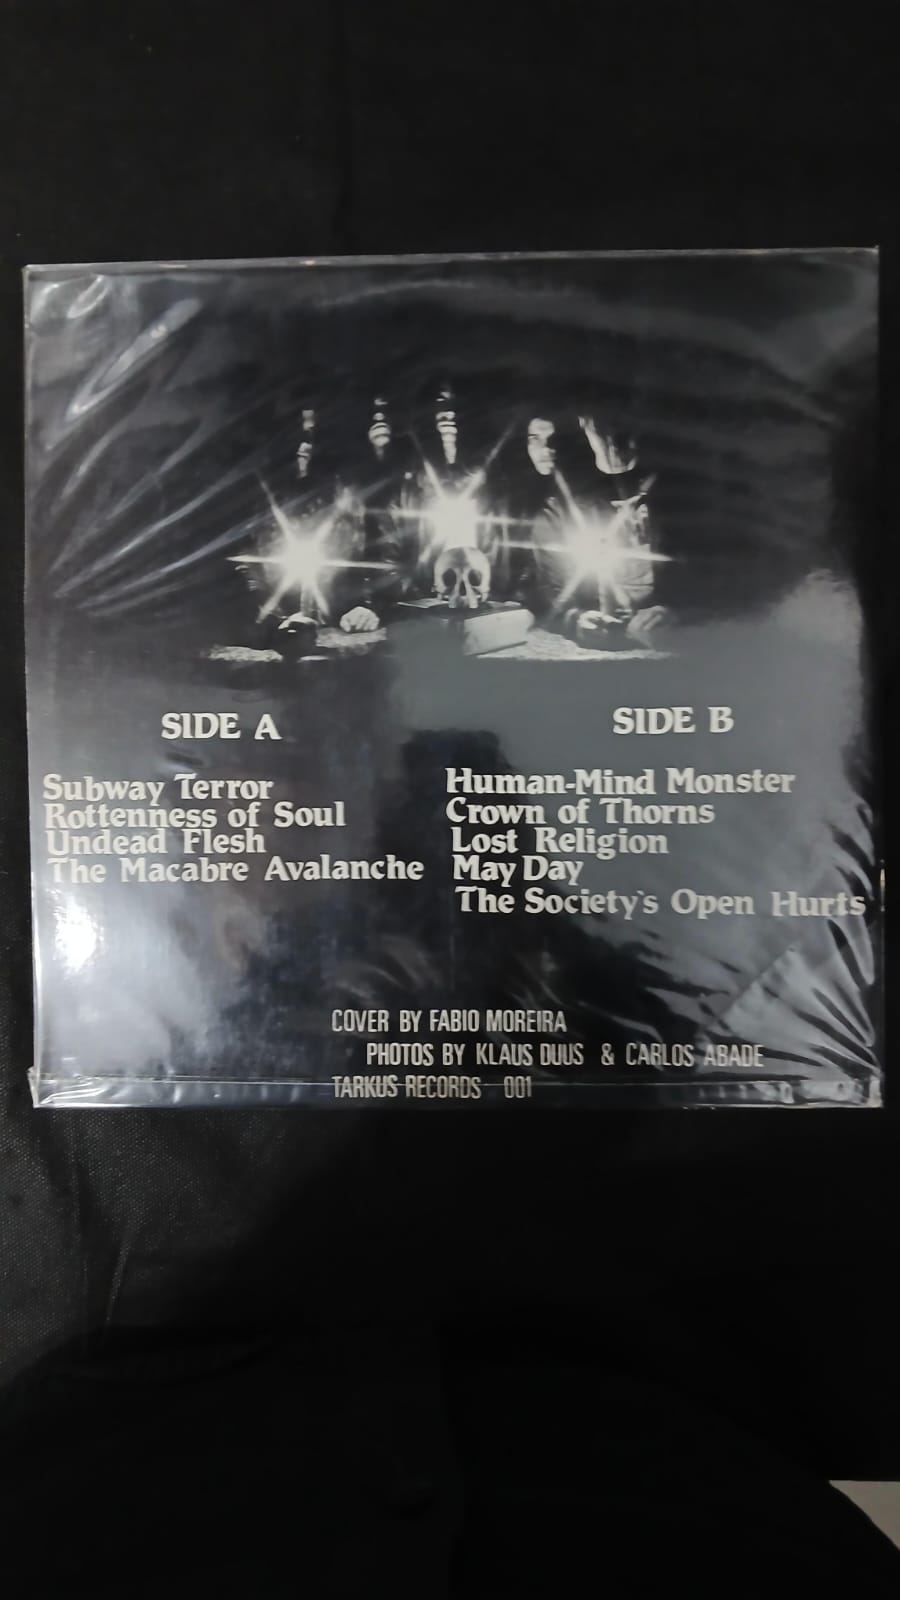 SIDE A
Subway Terror
Rottenness of Soul
Undead Flesh
The Macabre Avalanche
SIDE B
Human-Mind Monster
Crown of Thorns
Lost Religion
May Day
The Society's Open Hurts
COVER BY FABIO MOREIRA
PHOTOS BY KLAUS DUUS & CARLOS ABADE
TARKUS RECORDS 001